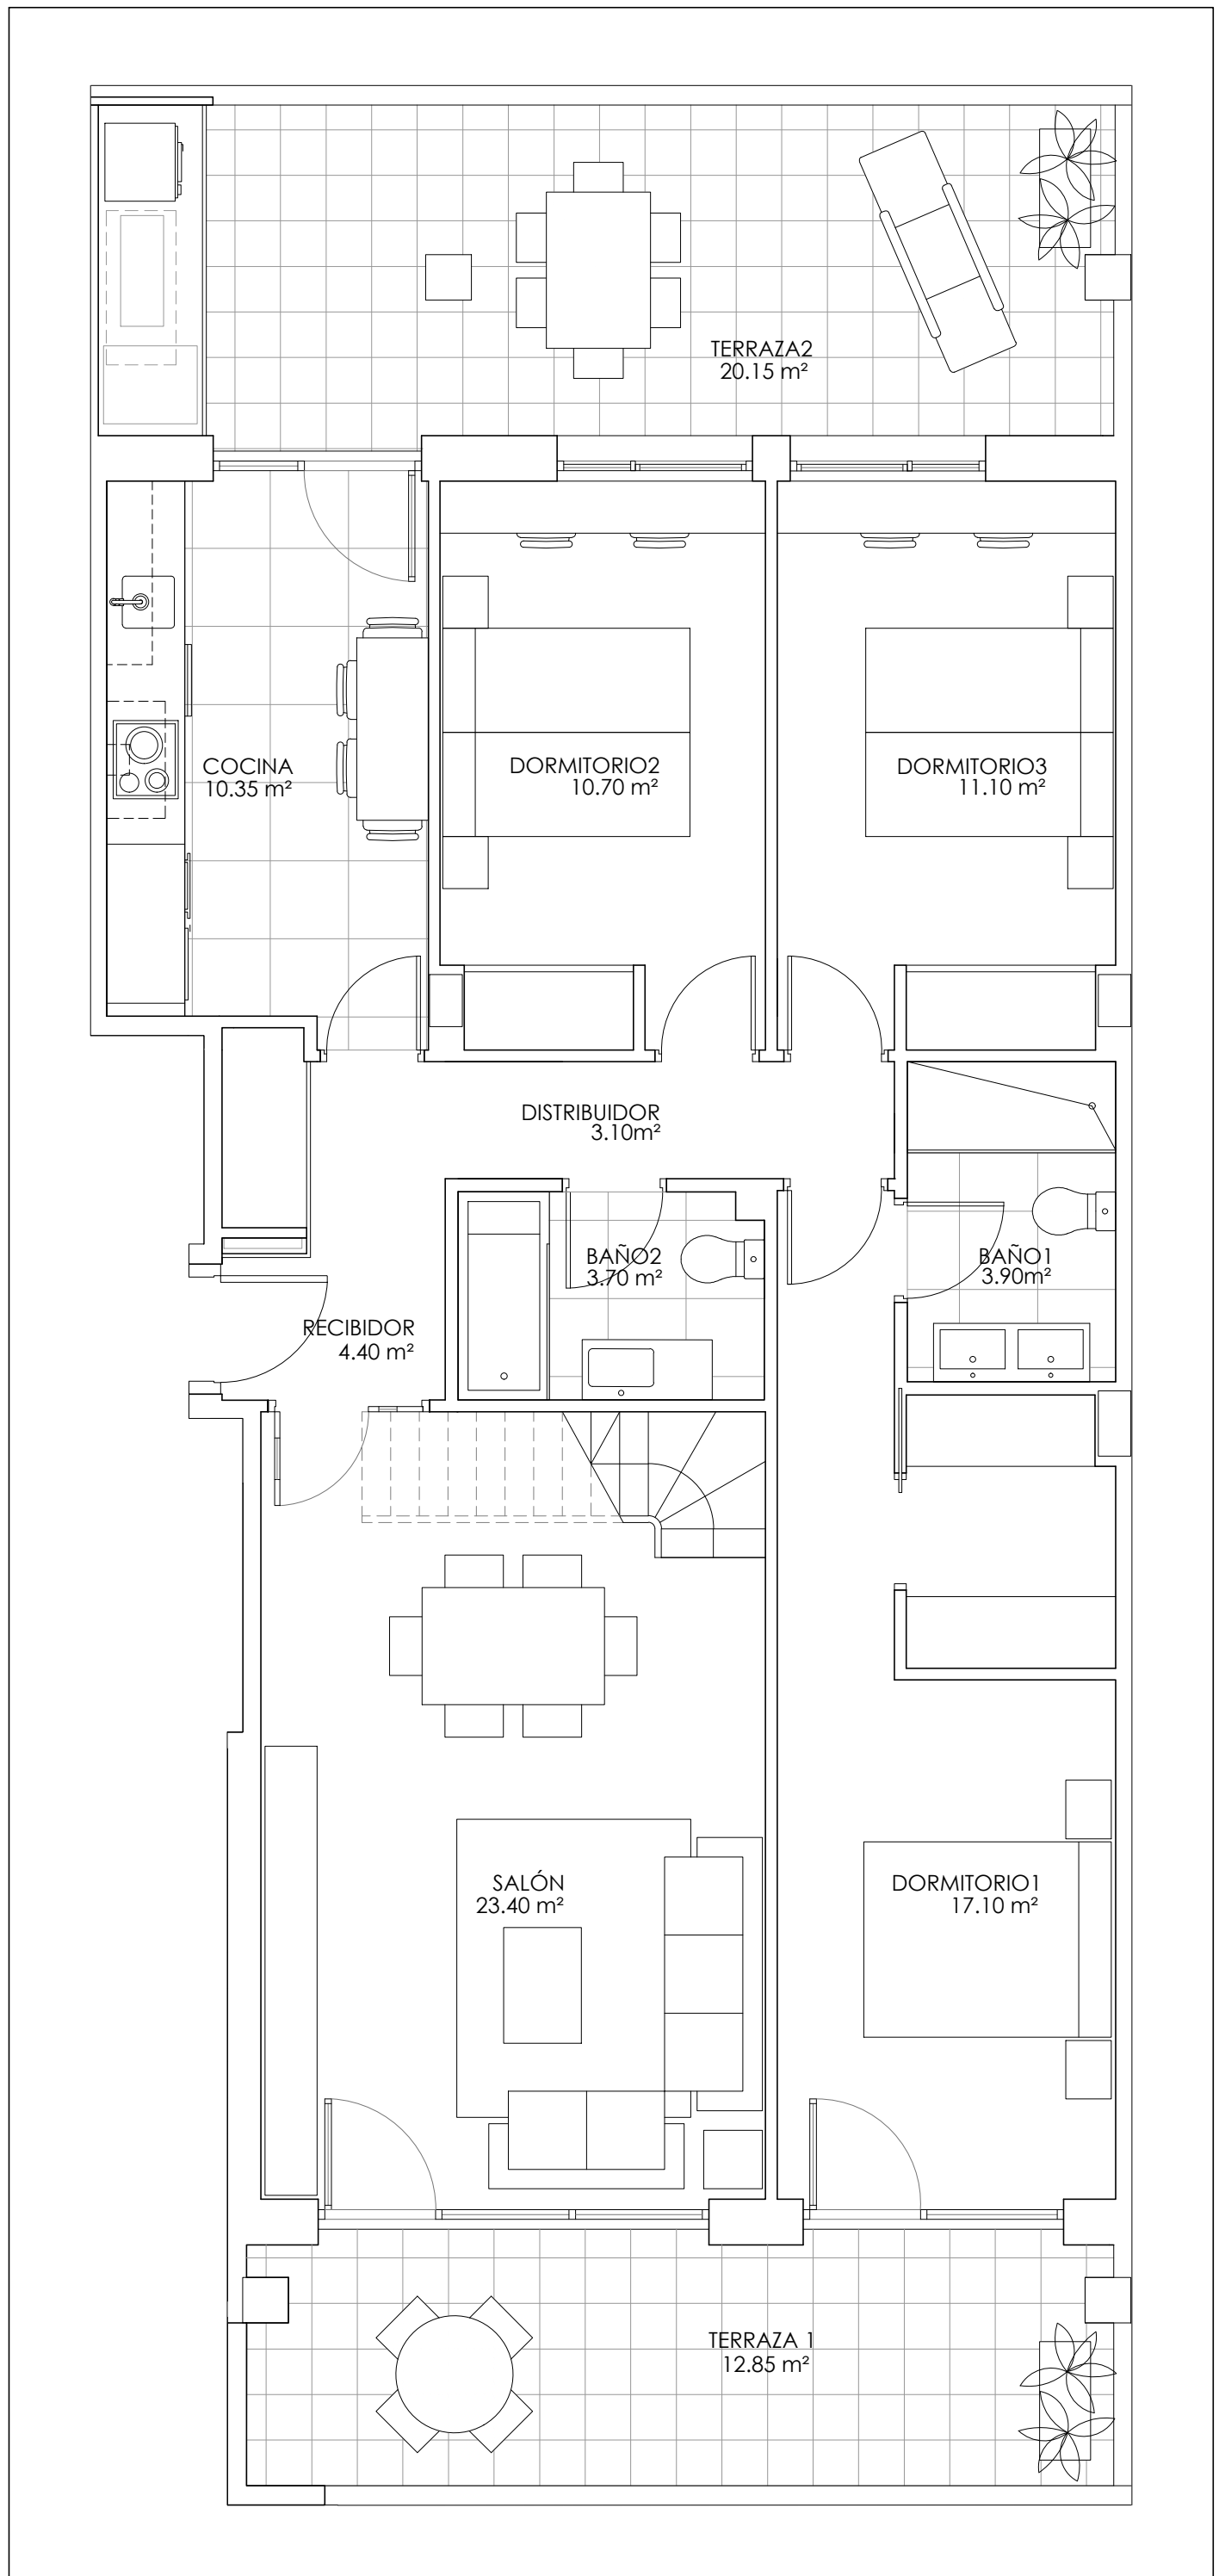 TERRAZA2
20.15 m²
COCINA
10.35 m²
DORMITORIO2
10.70 m²
DORMITORIO3
11.10 m²
DISTRIBUIDOR
3.10m²
BAÑO2
3.70 m²
BAÑO1
3.90m²
RECIBIDOR
4.40 m²
SALÓN
23.40 m²
DORMITORIO1
17.10 m²
TERRAZA 1
12.85 m²